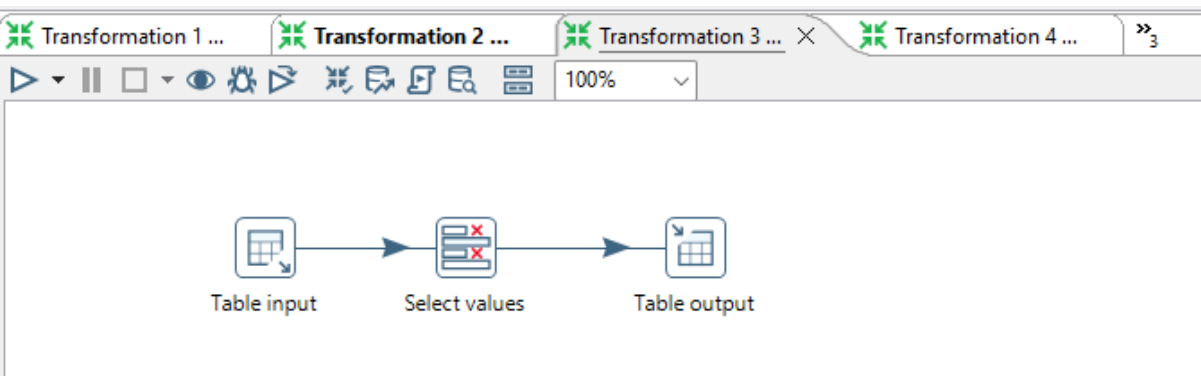 Transformation 1 ... Transformation 2 ... Transformation 3 ... Transformation 4 ... »3
100%
Table input Select values Table output